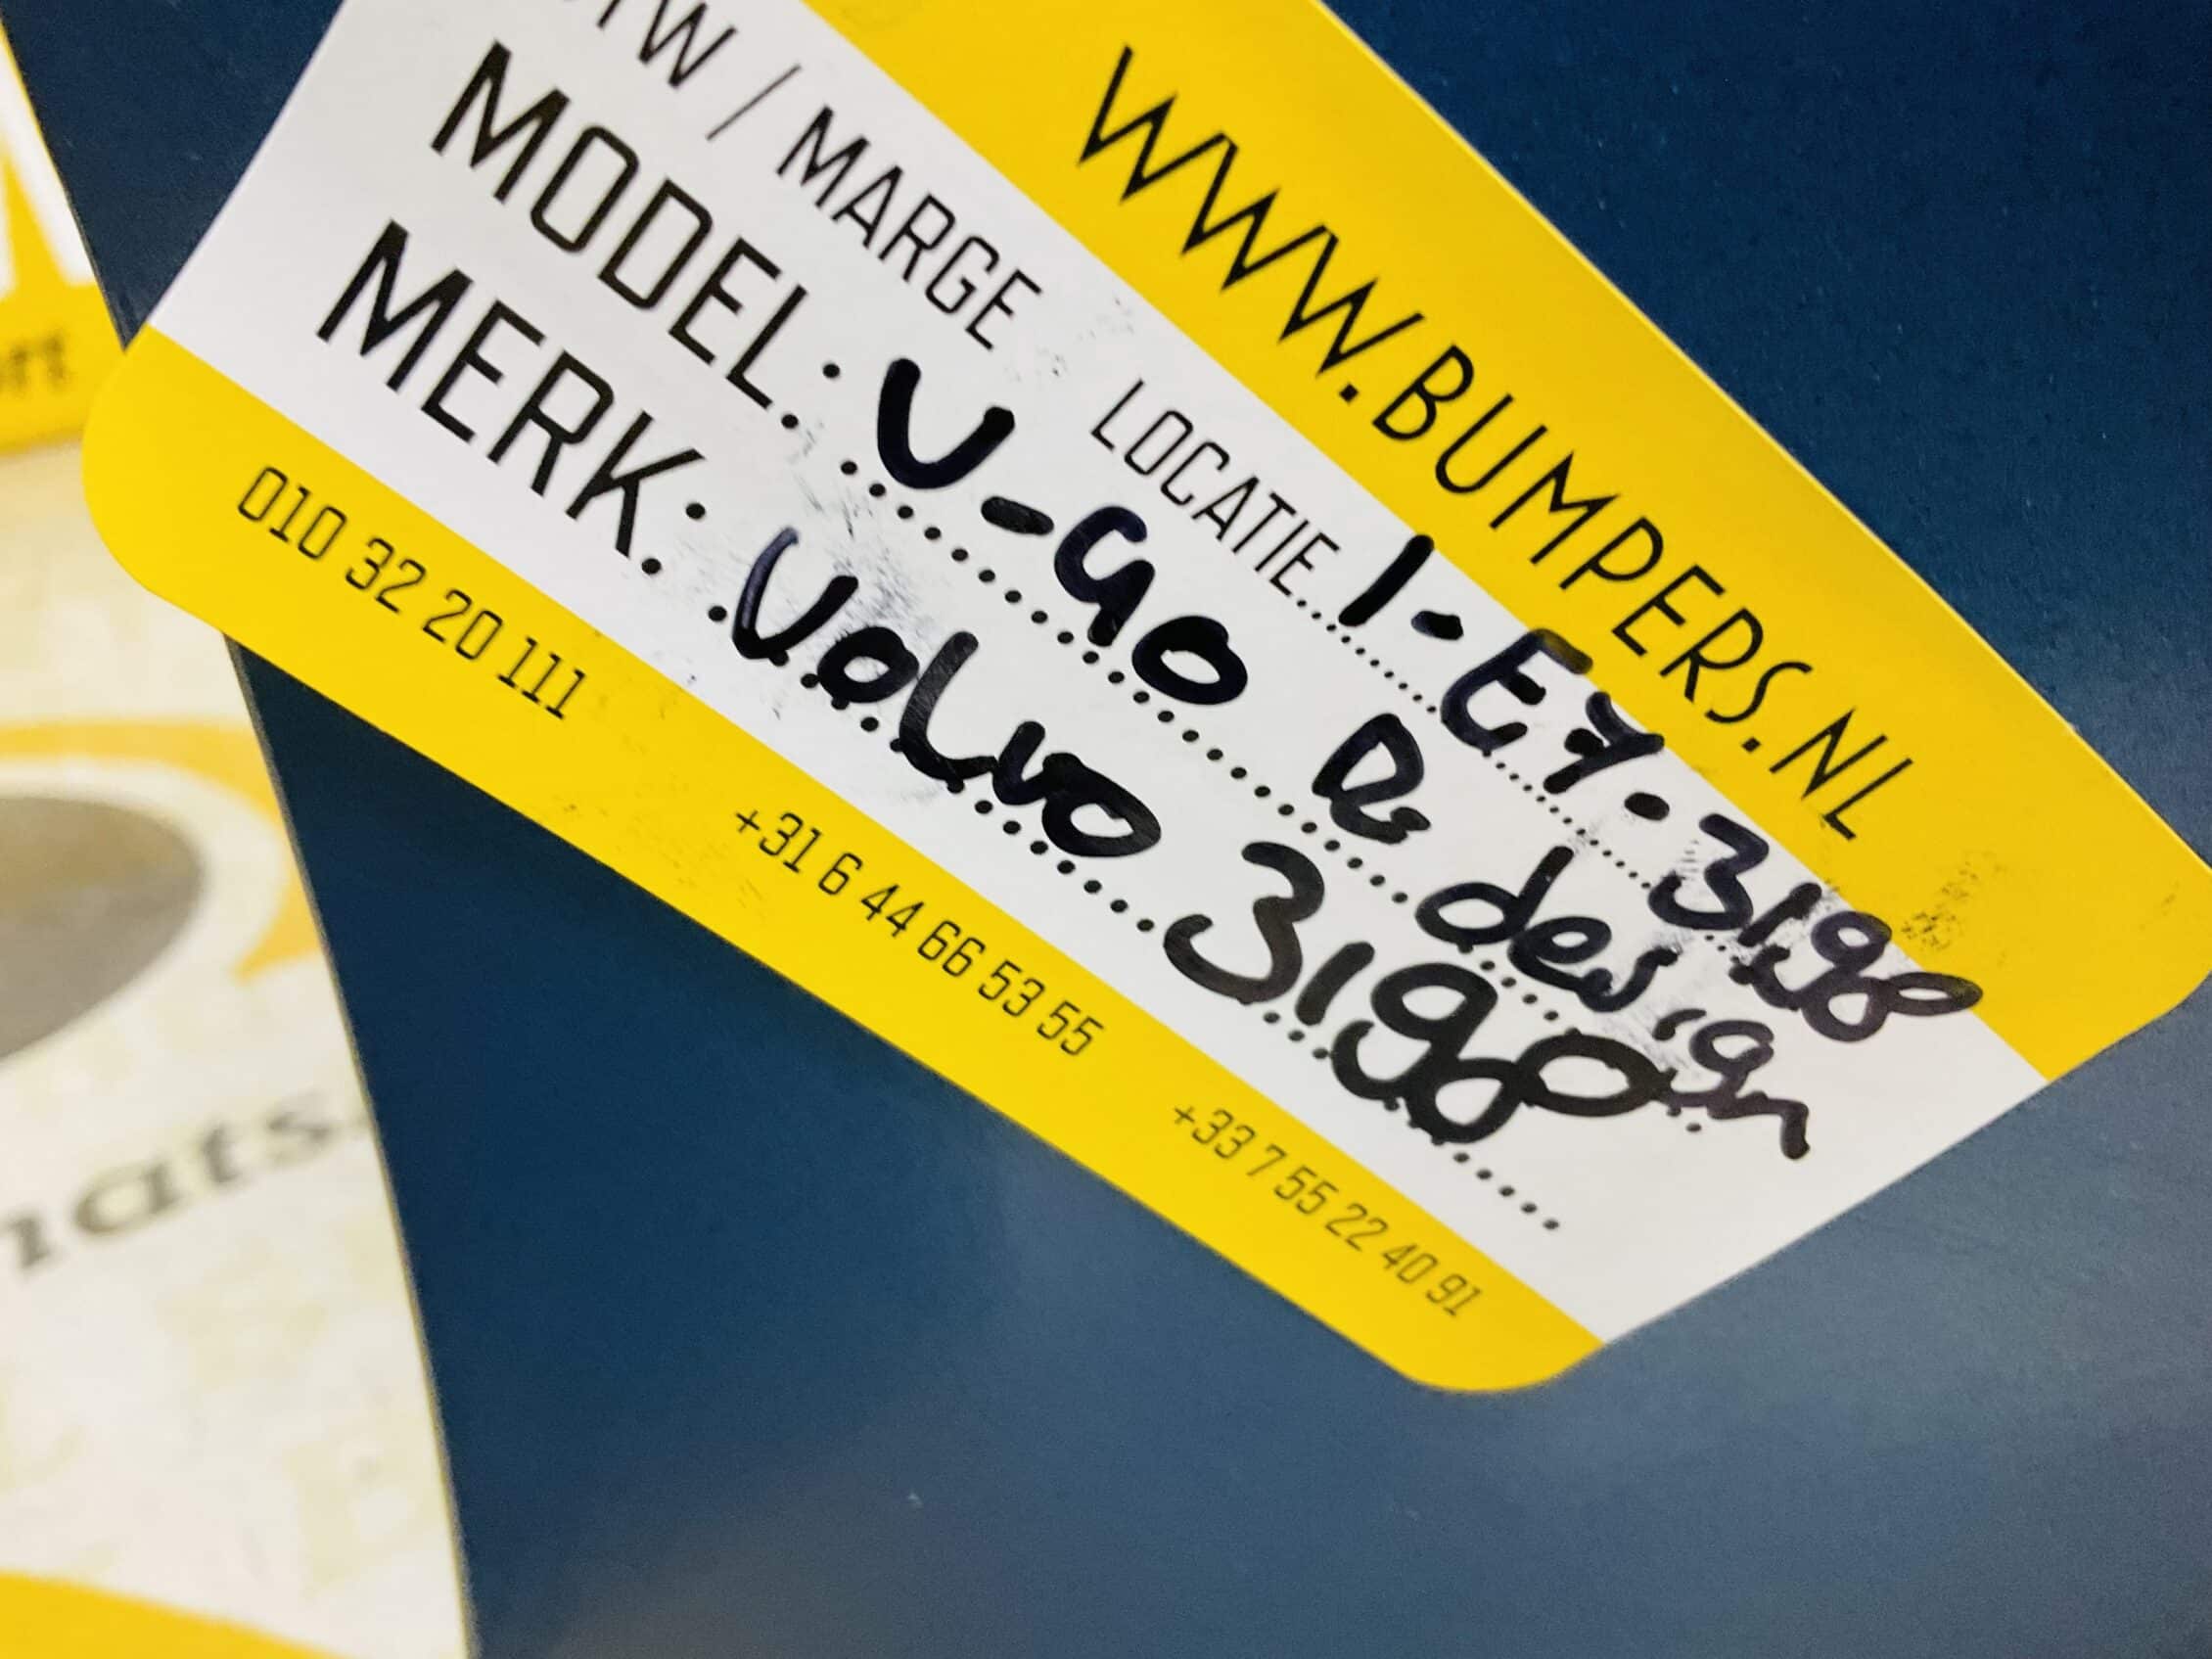 WWW.BUMPERS.NL
/ MARGE LOCATIE 1-E7-3190
MODEL: V-90 R design
MERK: Volvo 3190
010 32 20 111 +31 6 44 66 53 55 +33 7 55 22 40 91